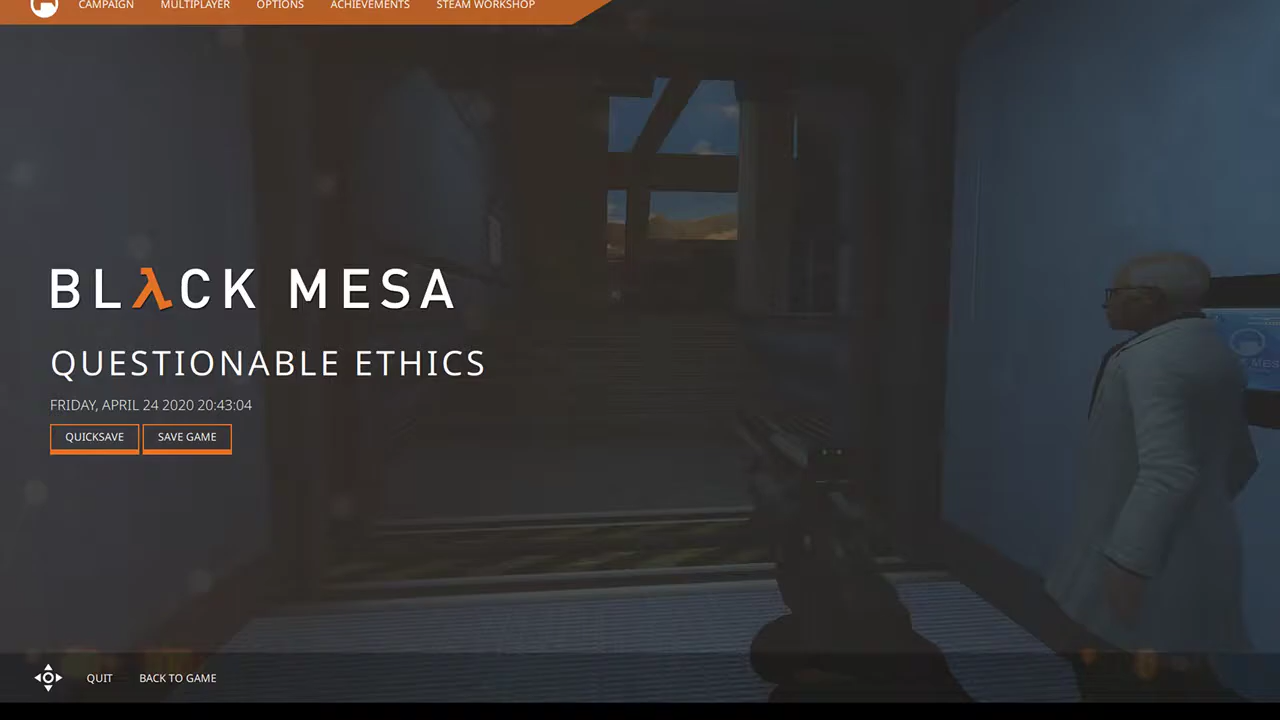 CAMPAIGN MULTIPLAYER OPTIONS ACHIEVEMENTS STEAM WORKSHOP
BLλCK MESA
QUESTIONABLE ETHICS
FRIDAY, APRIL 24 2020 20:43:04
QUICKSAVE SAVE GAME
QUIT BACK TO GAME